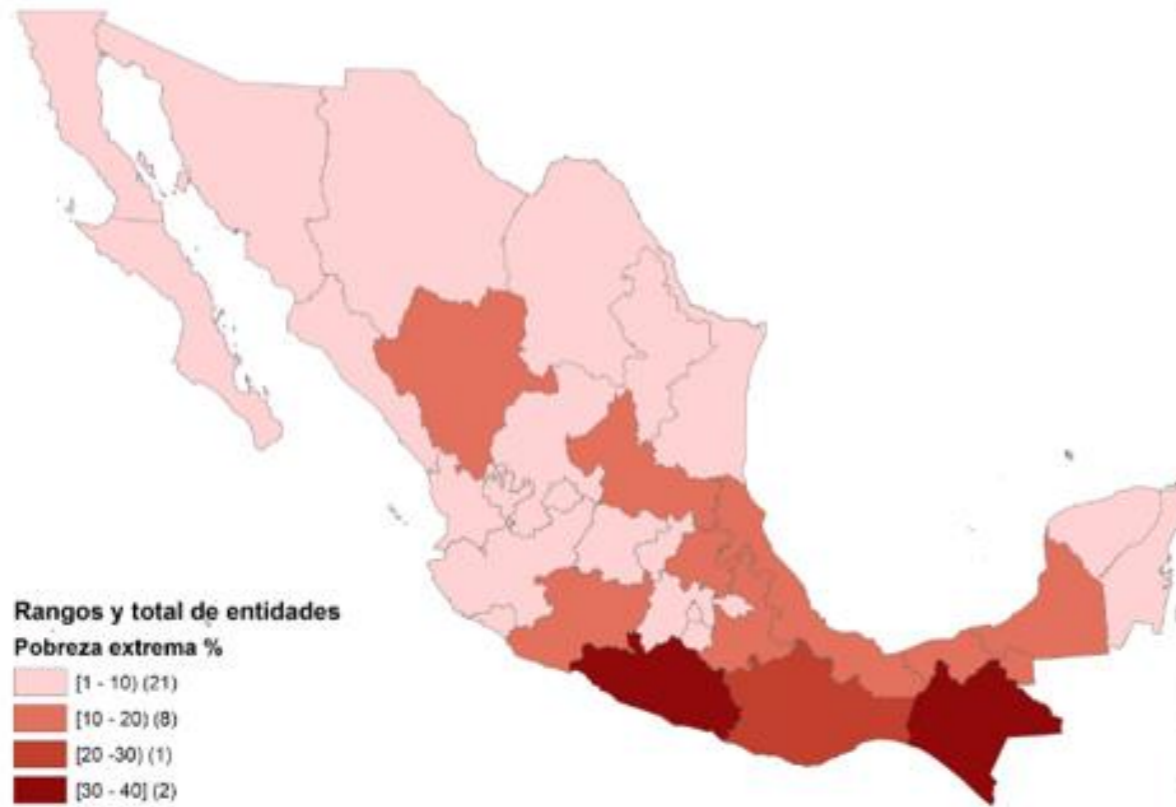 Rangos y total de entidades
Pobreza extrema %
[1 - 10) (21)
[10 - 20) (8)
[20 -30) (1)
[30 - 40] (2)